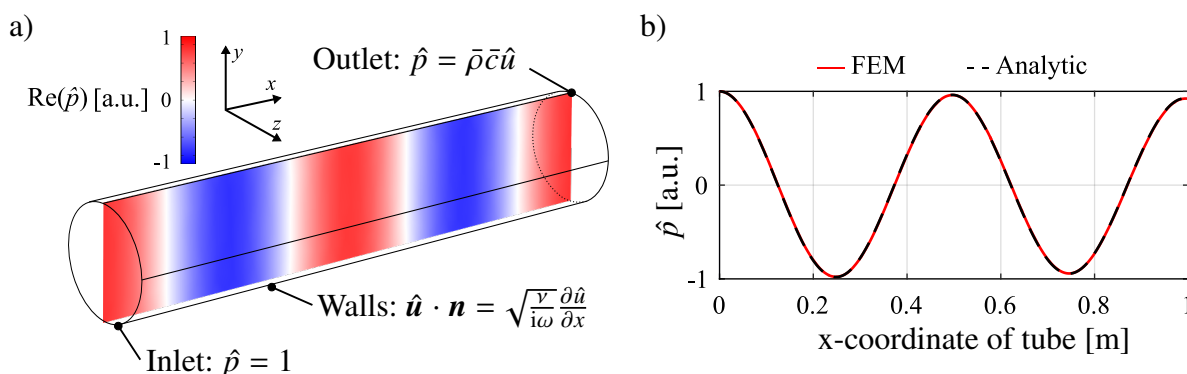 a)
1
Re(p̂) [a.u.]
0
-1
y
x
z
Outlet: p̂ = ρ̄c̄û
Walls: û · n = √(ν/iω) ∂û/∂x
Inlet: p̂ = 1
b)
FEM
Analytic
1
0
-1
p̂ [a.u.]
0 0.2 0.4 0.6 0.8 1
x-coordinate of tube [m]